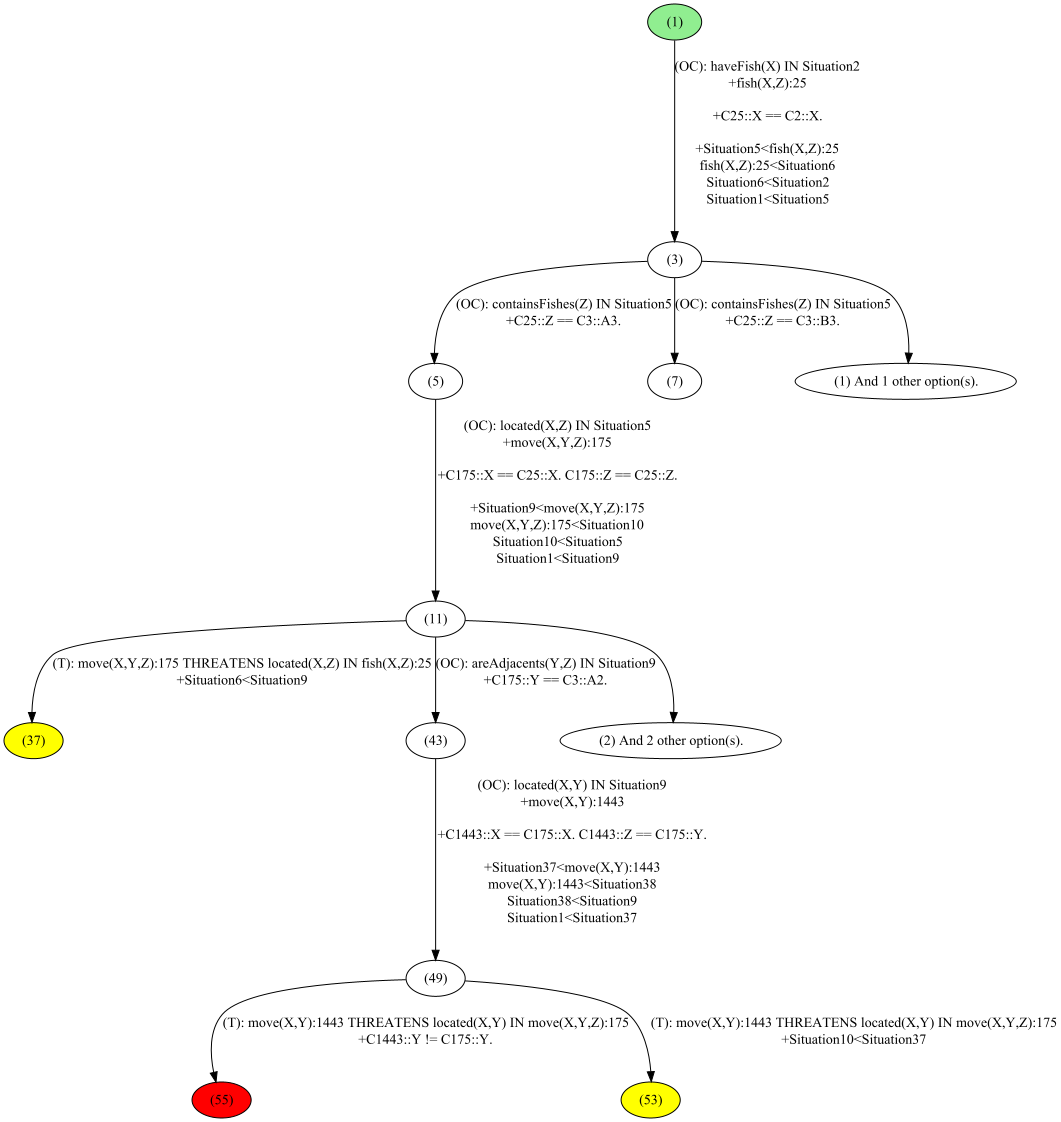 (1)
(OC): haveFish(X) IN Situation2
+fish(X,Z):25
+C25::X == C2::X.
+Situation5<fish(X,Z):25
fish(X,Z):25<Situation6
Situation6<Situation2
Situation1<Situation5
(3)
(OC): containsFishes(Z) IN Situation5
+C25::Z == C3::A3.
(OC): containsFishes(Z) IN Situation5
+C25::Z == C3::B3.
(5)
(7)
(1) And 1 other option(s).
(OC): located(X,Z) IN Situation5
+move(X,Y,Z):175
+C175::X == C25::X. C175::Z == C25::Z.
+Situation9<move(X,Y,Z):175
move(X,Y,Z):175<Situation10
Situation10<Situation5
Situation1<Situation9
(11)
(T): move(X,Y,Z):175 THREATENS located(X,Z) IN fish(X,Z):25
+Situation6<Situation9
(OC): areAdjacents(Y,Z) IN Situation9
+C175::Y == C3::A2.
(37)
(43)
(2) And 2 other option(s).
(OC): located(X,Y) IN Situation9
+move(X,Y):1443
+C1443::X == C175::X. C1443::Z == C175::Y.
+Situation37<move(X,Y):1443
move(X,Y):1443<Situation38
Situation38<Situation9
Situation1<Situation37
(49)
(T): move(X,Y):1443 THREATENS located(X,Y) IN move(X,Y,Z):175
+C1443::Y != C175::Y.
(T): move(X,Y):1443 THREATENS located(X,Y) IN move(X,Y,Z):175
+Situation10<Situation37
(55)
(53)